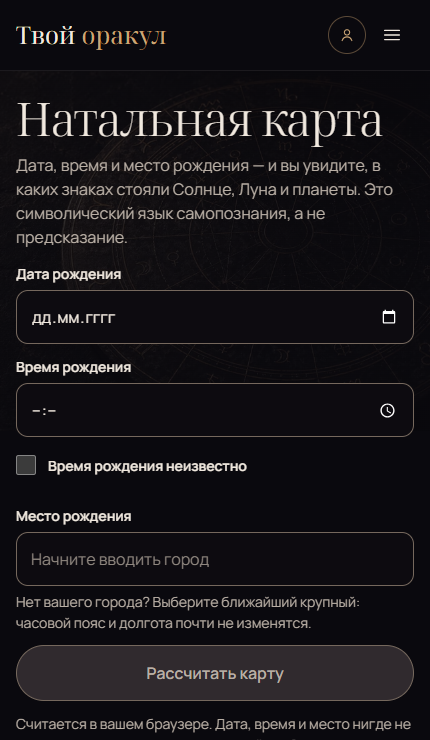 Твой оракул
Натальная карта
Дата, время и место рождения — и вы увидите, в
каких знаках стояли Солнце, Луна и планеты. Это
символический язык самопознания, а не
предсказание.
Дата рождения
дд.мм.гггг
Время рождения
–:–
Время рождения неизвестно
Место рождения
Начните вводить город
Нет вашего города? Выберите ближайший крупный:
часовой пояс и долгота почти не изменятся.
Рассчитать карту
Считается в вашем браузере. Дата, время и место нигде не